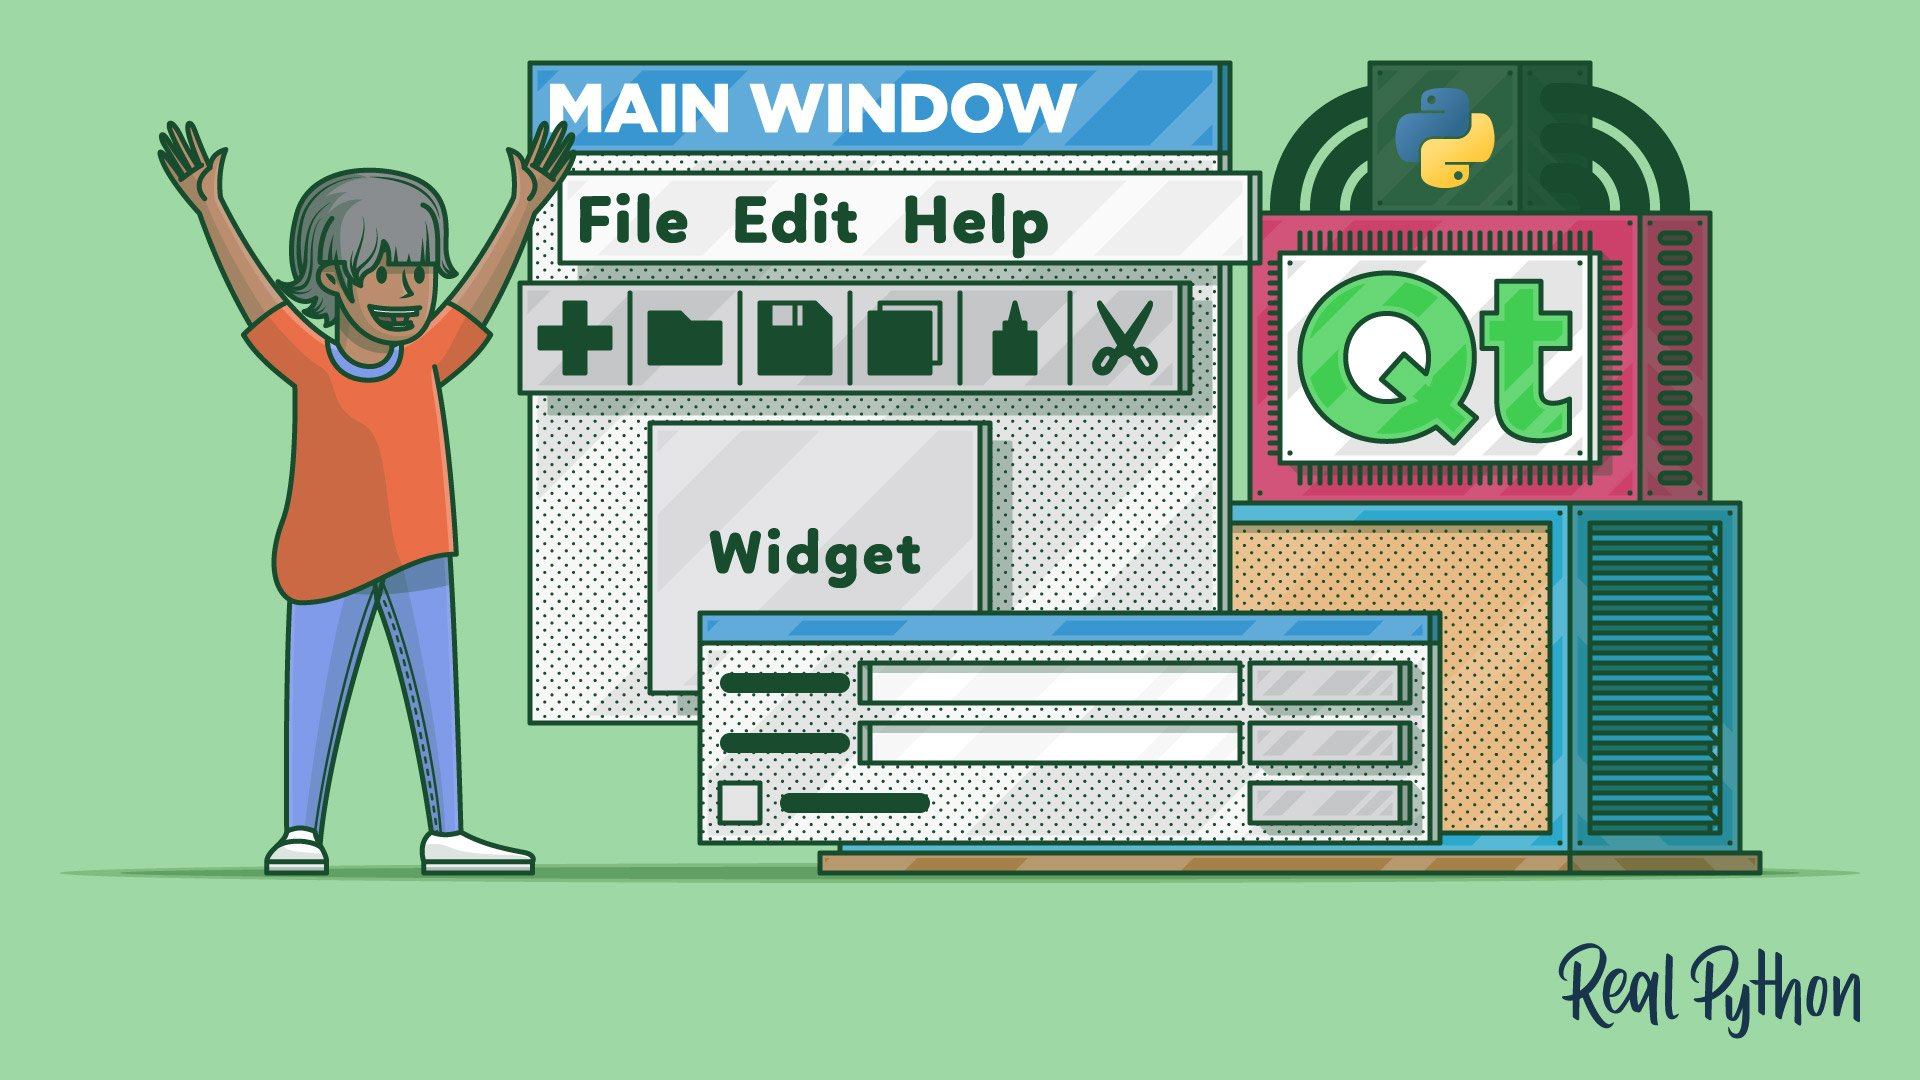 MAIN WINDOW
File Edit Help
Qt
Widget
Real Python